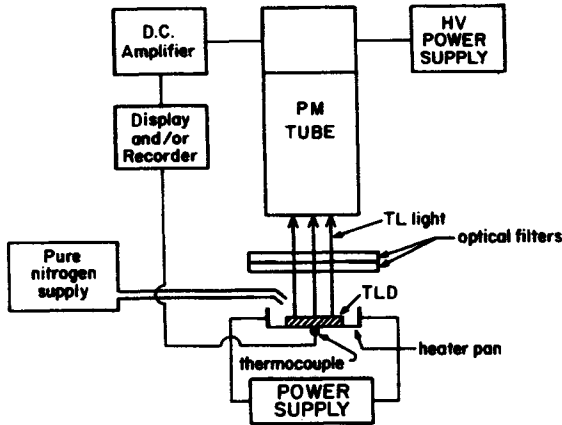 D.C.
Amplifier
HV
POWER
SUPPLY
PM
TUBE
Display
and/or
Recorder
TL light
optical filters
Pure
nitrogen
supply
TLD
heater pan
thermocouple
POWER
SUPPLY